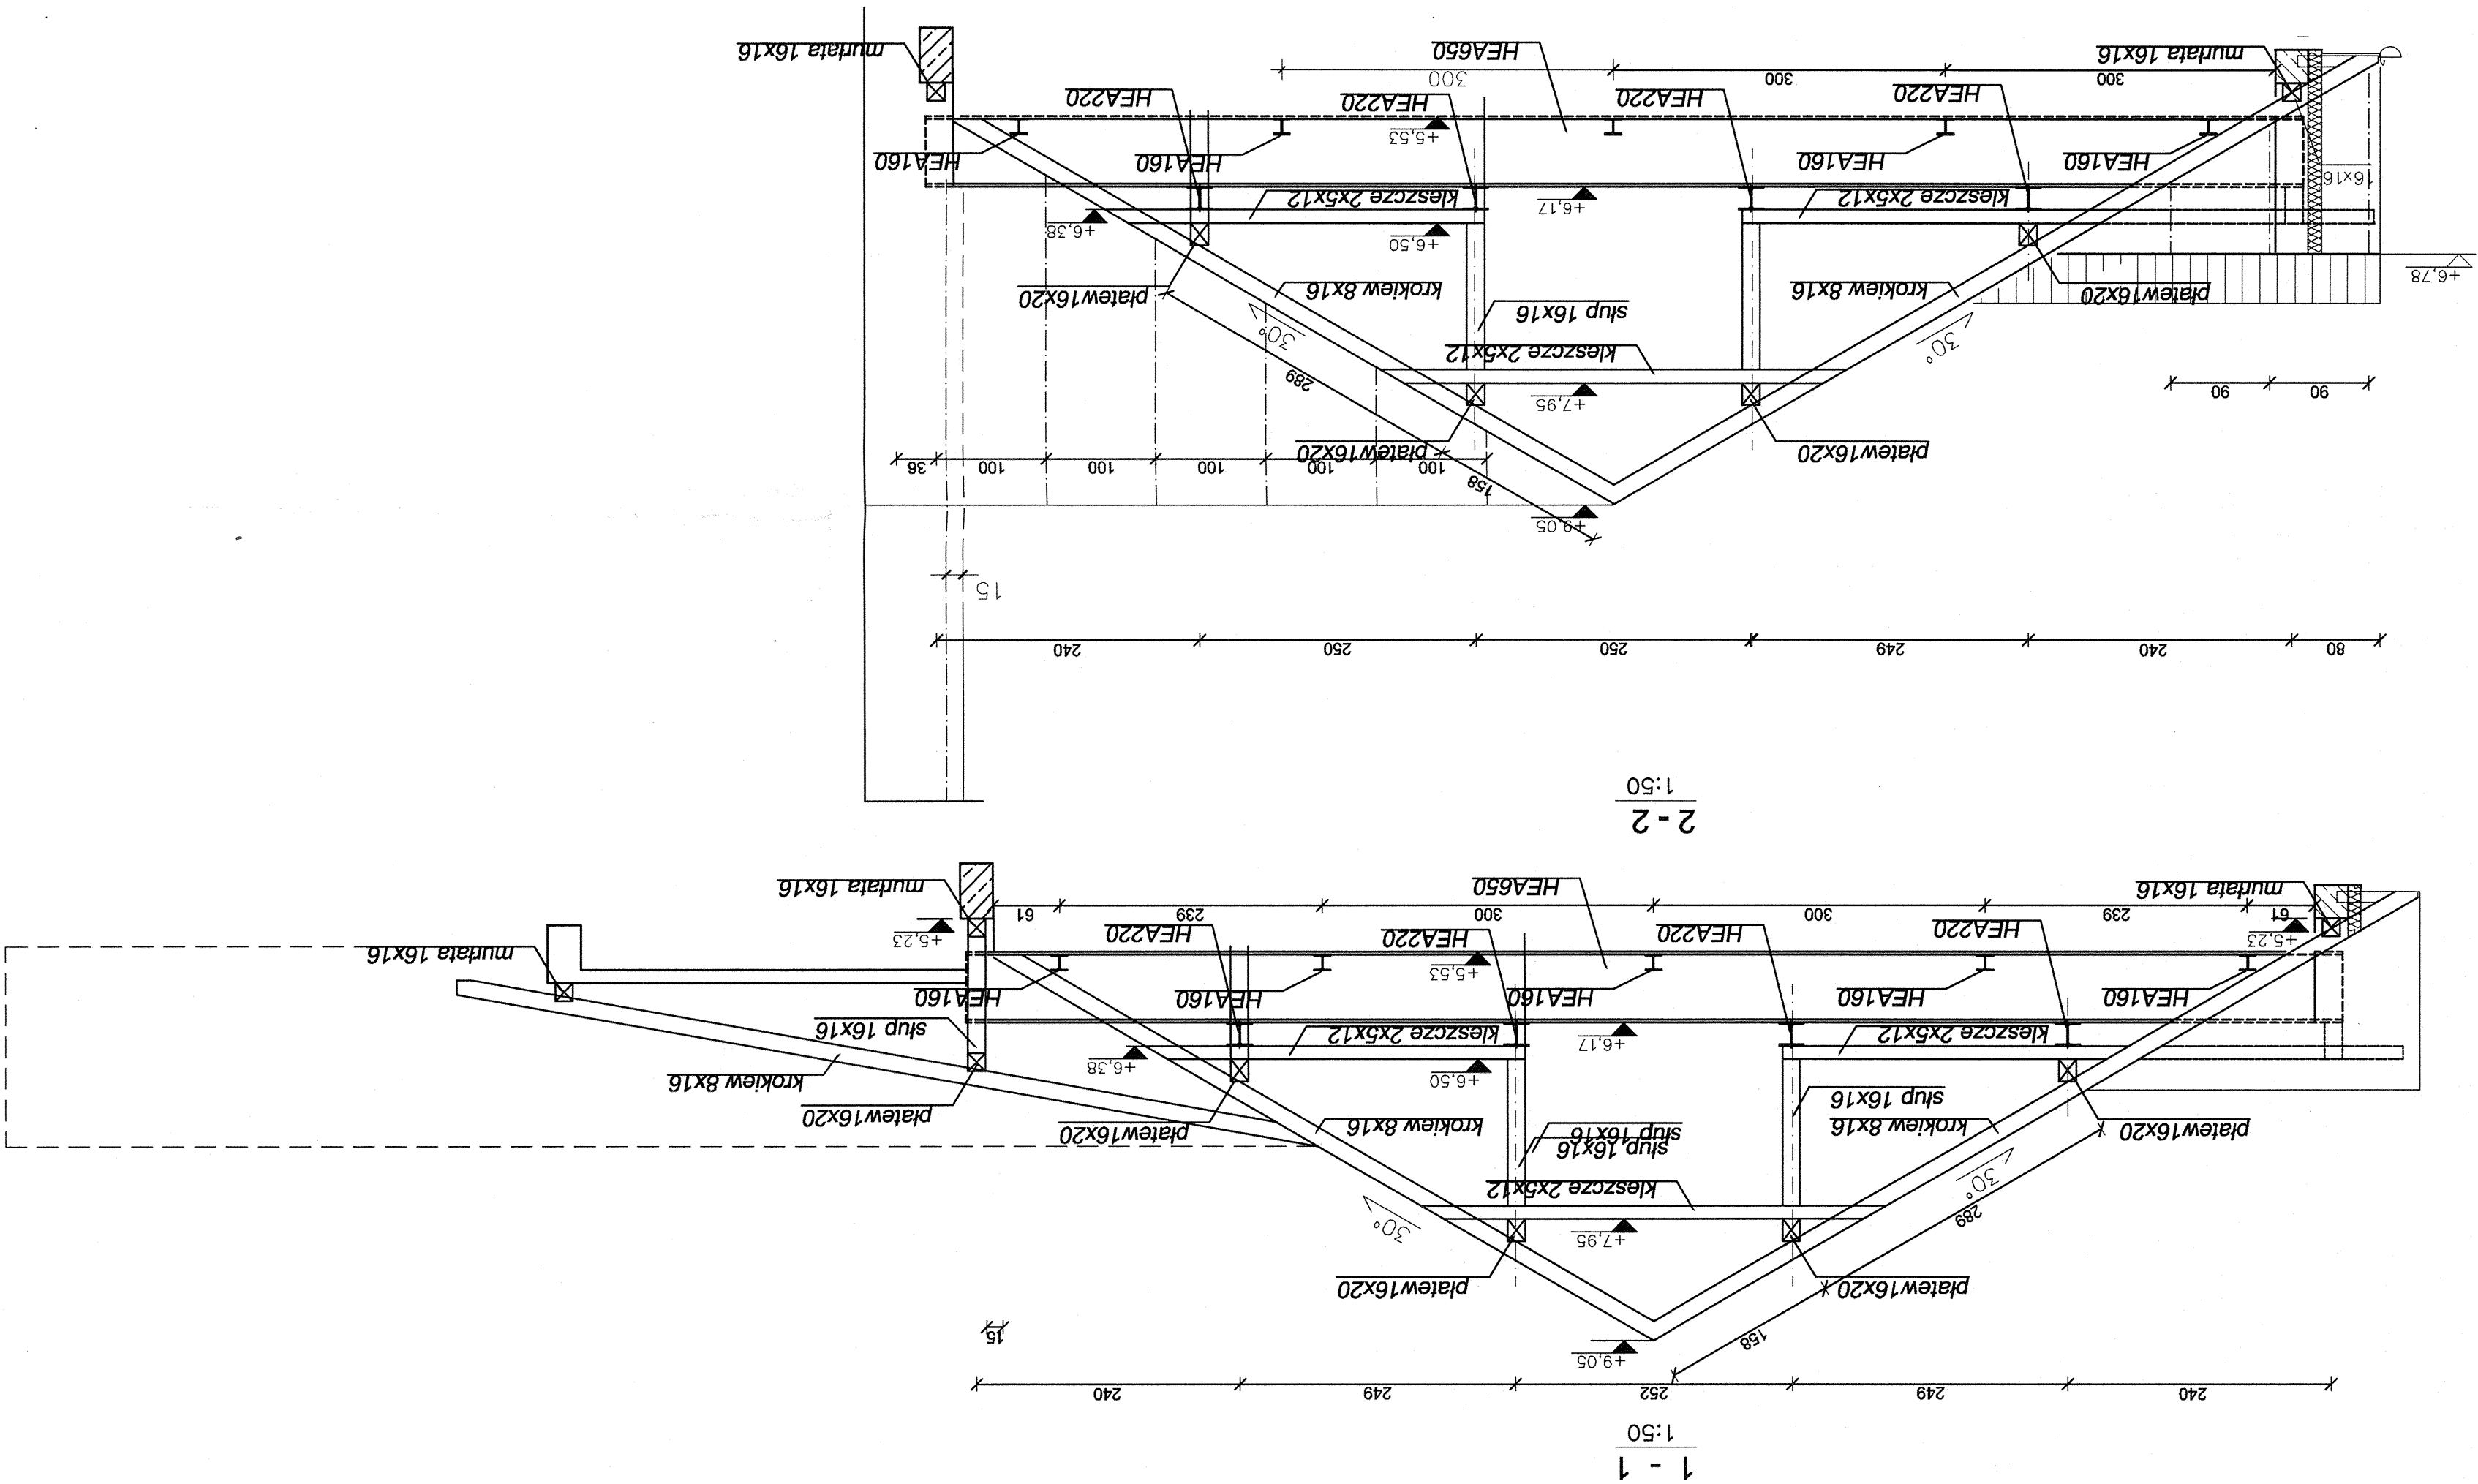 1 - 1
1:50
240
249
252
249
240
+9,05
158
15
płatew16x20
płatew16x20
+7,95
289
30°
30°
kleszcze 2x5x12
płatew16x20
krokiew 8x16
słup 16x16
słup 16x16
słup 16x16
krokiew 8x16
płatew16x20
płatew16x20
krokiew 8x16
+6,50
+6,38
kleszcze 2x5x12
+6,17
kleszcze 2x5x12
słup 16x16
HEA160
HEA160
HEA160
HEA160
HEA160
+5,53
murłata 16x16
+5,23
HEA220
HEA220
HEA220
HEA220
+5,23
61
239
300
300
239
61
murłata 16x16
HEA650
murłata 16x16
2 - 2
1:50
80
240
249
250
250
240
15
+9,05
158
100
100
100
100
100
36
płatew16x20
płatew16x20
90
90
+7,95
289
kleszcze 2x5x12
30°
30°
słup 16x16
płatew16x20
krokiew 8x16
krokiew 8x16
płatew16x20
+6,78
+6,50
+6,38
kleszcze 2x5x12
+6,17
kleszcze 2x5x12
16x16
HEA160
HEA160
HEA160
HEA160
+5,53
HEA220
HEA220
HEA220
HEA220
300
300
300
murłata 16x16
HEA650
murłata 16x16